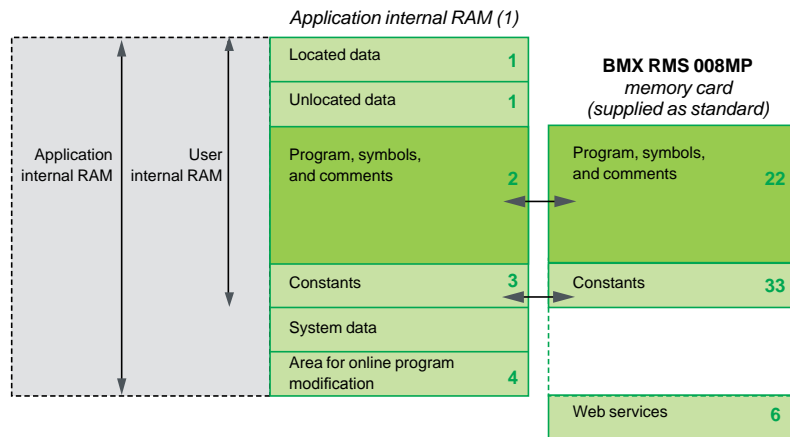 Application internal RAM (1)
Located data 1
Unlocated data 1
Application
internal RAM
User
internal RAM
Program, symbols,
and comments 2
Constants 3
System data
Area for online program
modification 4
BMX RMS 008MP
memory card
(supplied as standard)
Program, symbols,
and comments 22
Constants 33
Web services 6